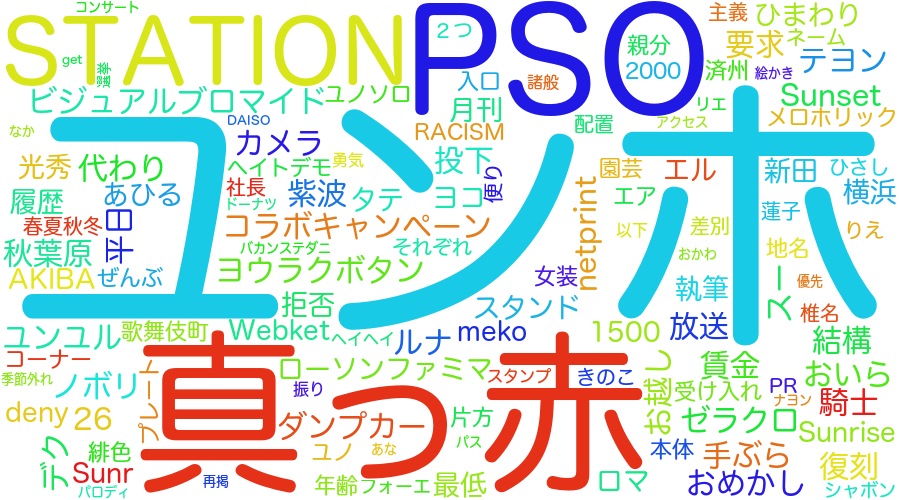 コンサート
STATION
PSO
2つ
主義
ひまわり
get
選挙
親分
要求
ネーム
2000
済州
テヨン
絵かき
入口
諸般
ビジュアルブロマイド
ユノソロ
月刊
リエ
Sunset
DAISO
RACISM
配置
アクセス
メロホリック
なか
カメラ
ユンホ
光秀
代わり
ヘイトデモ
勇気
投下
園芸
エル
新田
ひさし
履歴
あひる
社長
紫波
タテ
ヨコ
便り
エア
横浜
ドーナツ
蓮子
春夏秋冬
平日
コラボキャンペーン
netprint
以下
差別
りえ
秋葉原
バカンステダニ
それぞれ
おかわ
地名
AKIBA
ぜんぶ
ヨウラクボタン
女装
執筆
スー
優先
拒否
スタンド
椎名
ユンユル
歌舞伎町
Webket
ヘイヘイ
ルナ
meko
1500
放送
結構
コーナー
真っ赤
ローソンファミマ
スタンプ
きのこ
お越し
賃金
おいら
季節外れ
ノボリ
プレート
振り
受け入れ
PR
ナヨン
騎士
deny
26
ダンプカー
片方
ゼラクロ
Sunrise
デク
緋色
ユノ
あな
パス
本体
手ぶら
復刻
Sunr
再掲
年齢
フォーエ
最低
ロマ
おめかし
パロディ
シャボン